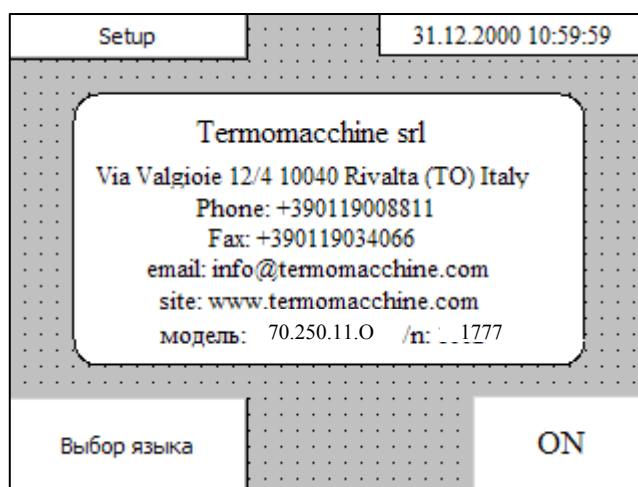 Setup
31.12.2000 10:59:59
Termomacchine srl
Via Valgioie 12/4 10040 Rivalta (TO) Italy
Phone: +390119008811
Fax: +390119034066
email: info@termomacchine.com
site: www.termomacchine.com
модель: 70.250.11.O /n: 1777
Выбор языка
ON